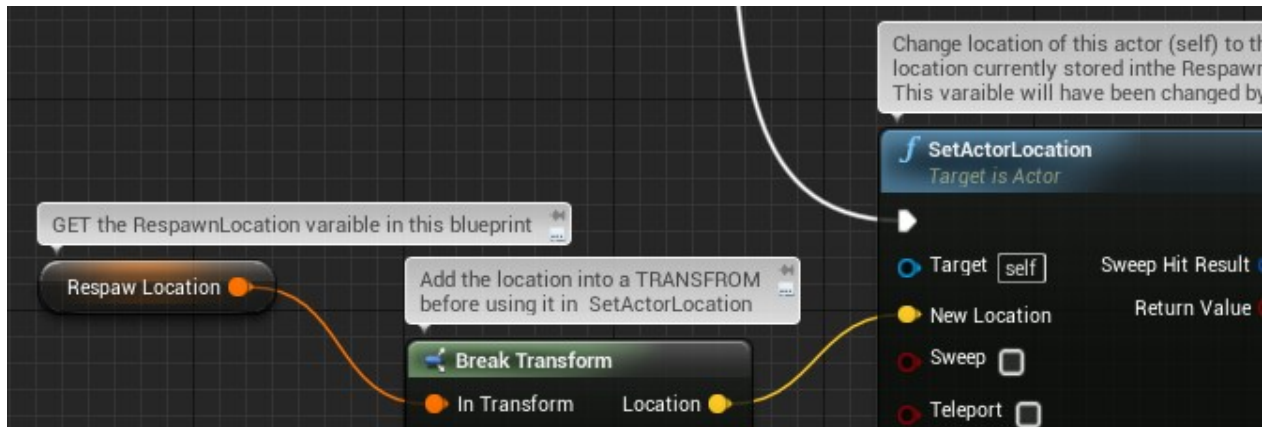 Change location of this actor (self) to
location currently stored inthe Respawn
This varaible will have been changed by
SetActorLocation
Target is Actor
GET the RespawnLocation varaible in this blueprint
Respaw Location
Add the location into a TRANSFROM
before using it in SetActorLocation
Target self
Sweep Hit Result
New Location
Return Value
Break Transform
Sweep
In Transform
Location
Teleport